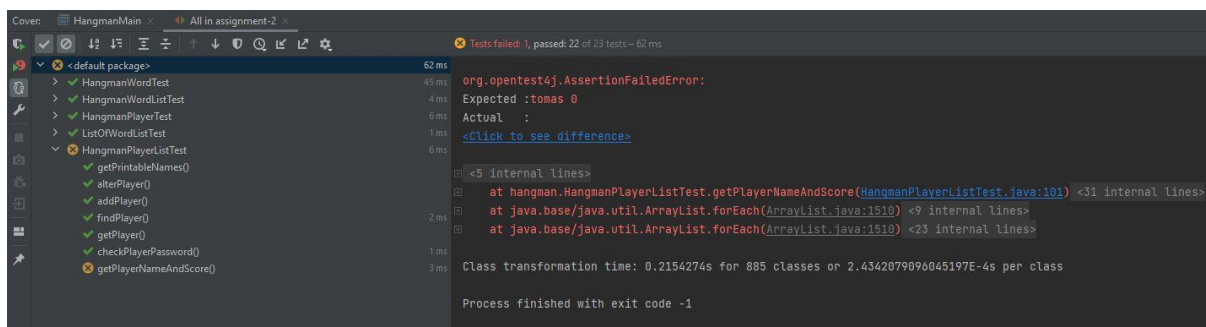 Cover: HangmanMain × All in assignment-2 ×
Tests failed: 1, passed: 22 of 23 tests – 62 ms
<default package> 62 ms
HangmanWordTest 45 ms
HangmanWordListTest 4 ms
HangmanPlayerTest 6 ms
ListOfWordListTest 1 ms
HangmanPlayerListTest 6 ms
getPrintableNames()
alterPlayer()
addPlayer()
findPlayer() 2 ms
getPlayer()
checkPlayerPassword() 1 ms
getPlayerNameAndScore() 3 ms
org.opentest4j.AssertionFailedError:
Expected :tomas 0
Actual :
<Click to see difference>
<5 internal lines>
at hangman.HangmanPlayerListTest.getPlayerNameAndScore(HangmanPlayerListTest.java:101) <31 internal lines>
at java.base/java.util.ArrayList.forEach(ArrayList.java:1510) <9 internal lines>
at java.base/java.util.ArrayList.forEach(ArrayList.java:1510) <23 internal lines>
Class transformation time: 0.2154274s for 885 classes or 2.4342079096045197E-4s per class
Process finished with exit code -1